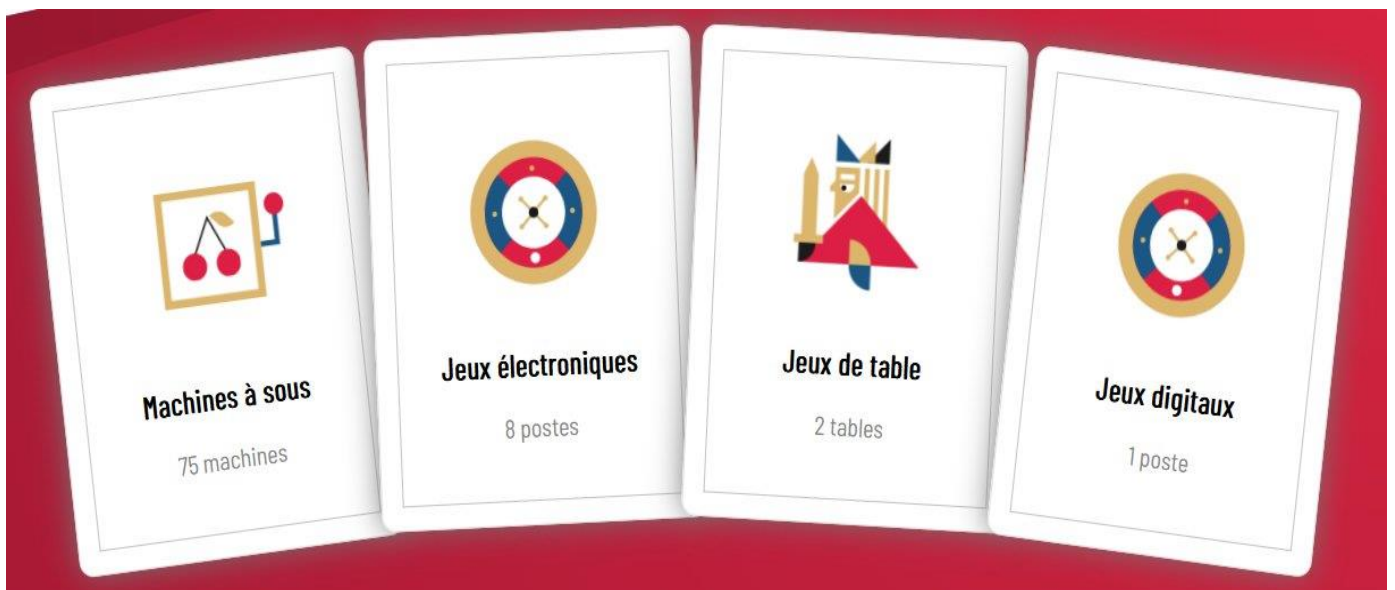 Machines à sous
75 machines
Jeux électroniques
8 postes
Jeux de table
2 tables
Jeux digitaux
1 poste